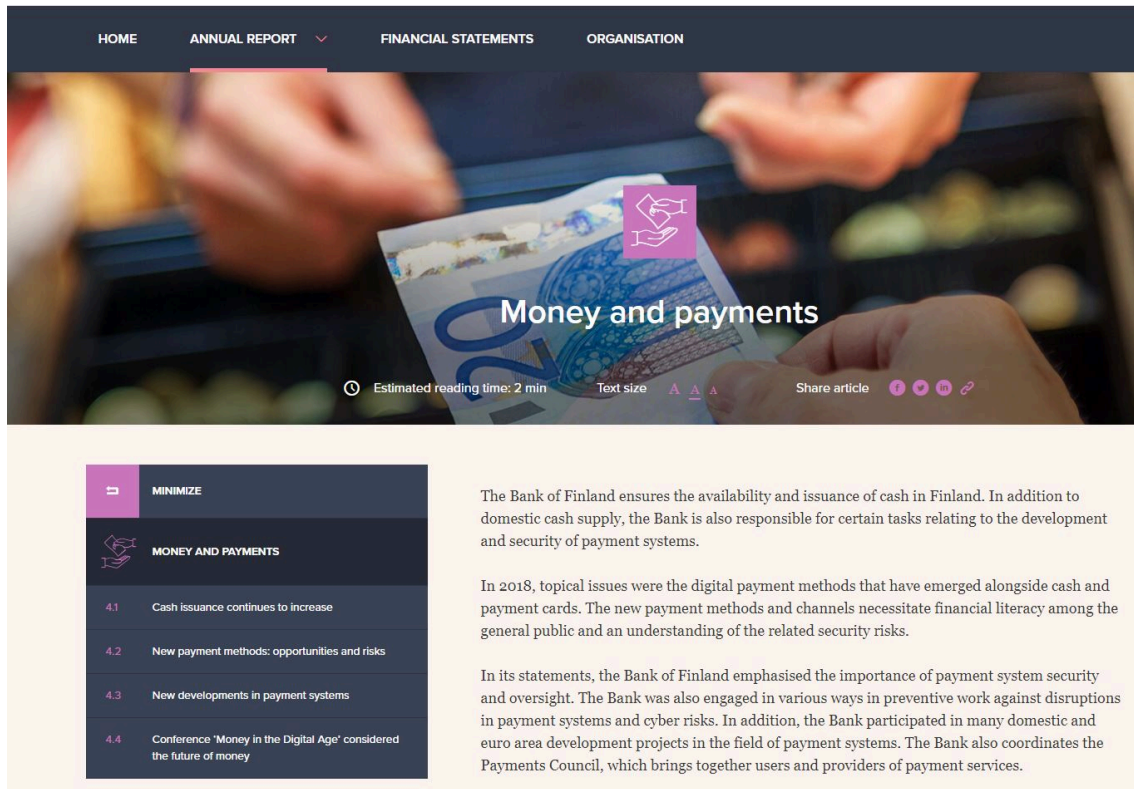 HOME ANNUAL REPORT FINANCIAL STATEMENTS ORGANISATION
20
Money and payments
Estimated reading time: 2 min Text size A A A Share article
MINIMIZE
MONEY AND PAYMENTS
4.1 Cash issuance continues to increase
4.2 New payment methods: opportunities and risks
4.3 New developments in payment systems
4.4 Conference 'Money in the Digital Age' considered
the future of money
The Bank of Finland ensures the availability and issuance of cash in Finland. In addition to
domestic cash supply, the Bank is also responsible for certain tasks relating to the development
and security of payment systems.
In 2018, topical issues were the digital payment methods that have emerged alongside cash and
payment cards. The new payment methods and channels necessitate financial literacy among the
general public and an understanding of the related security risks.
In its statements, the Bank of Finland emphasised the importance of payment system security
and oversight. The Bank was also engaged in various ways in preventive work against disruptions
in payment systems and cyber risks. In addition, the Bank participated in many domestic and
euro area development projects in the field of payment systems. The Bank also coordinates the
Payments Council, which brings together users and providers of payment services.